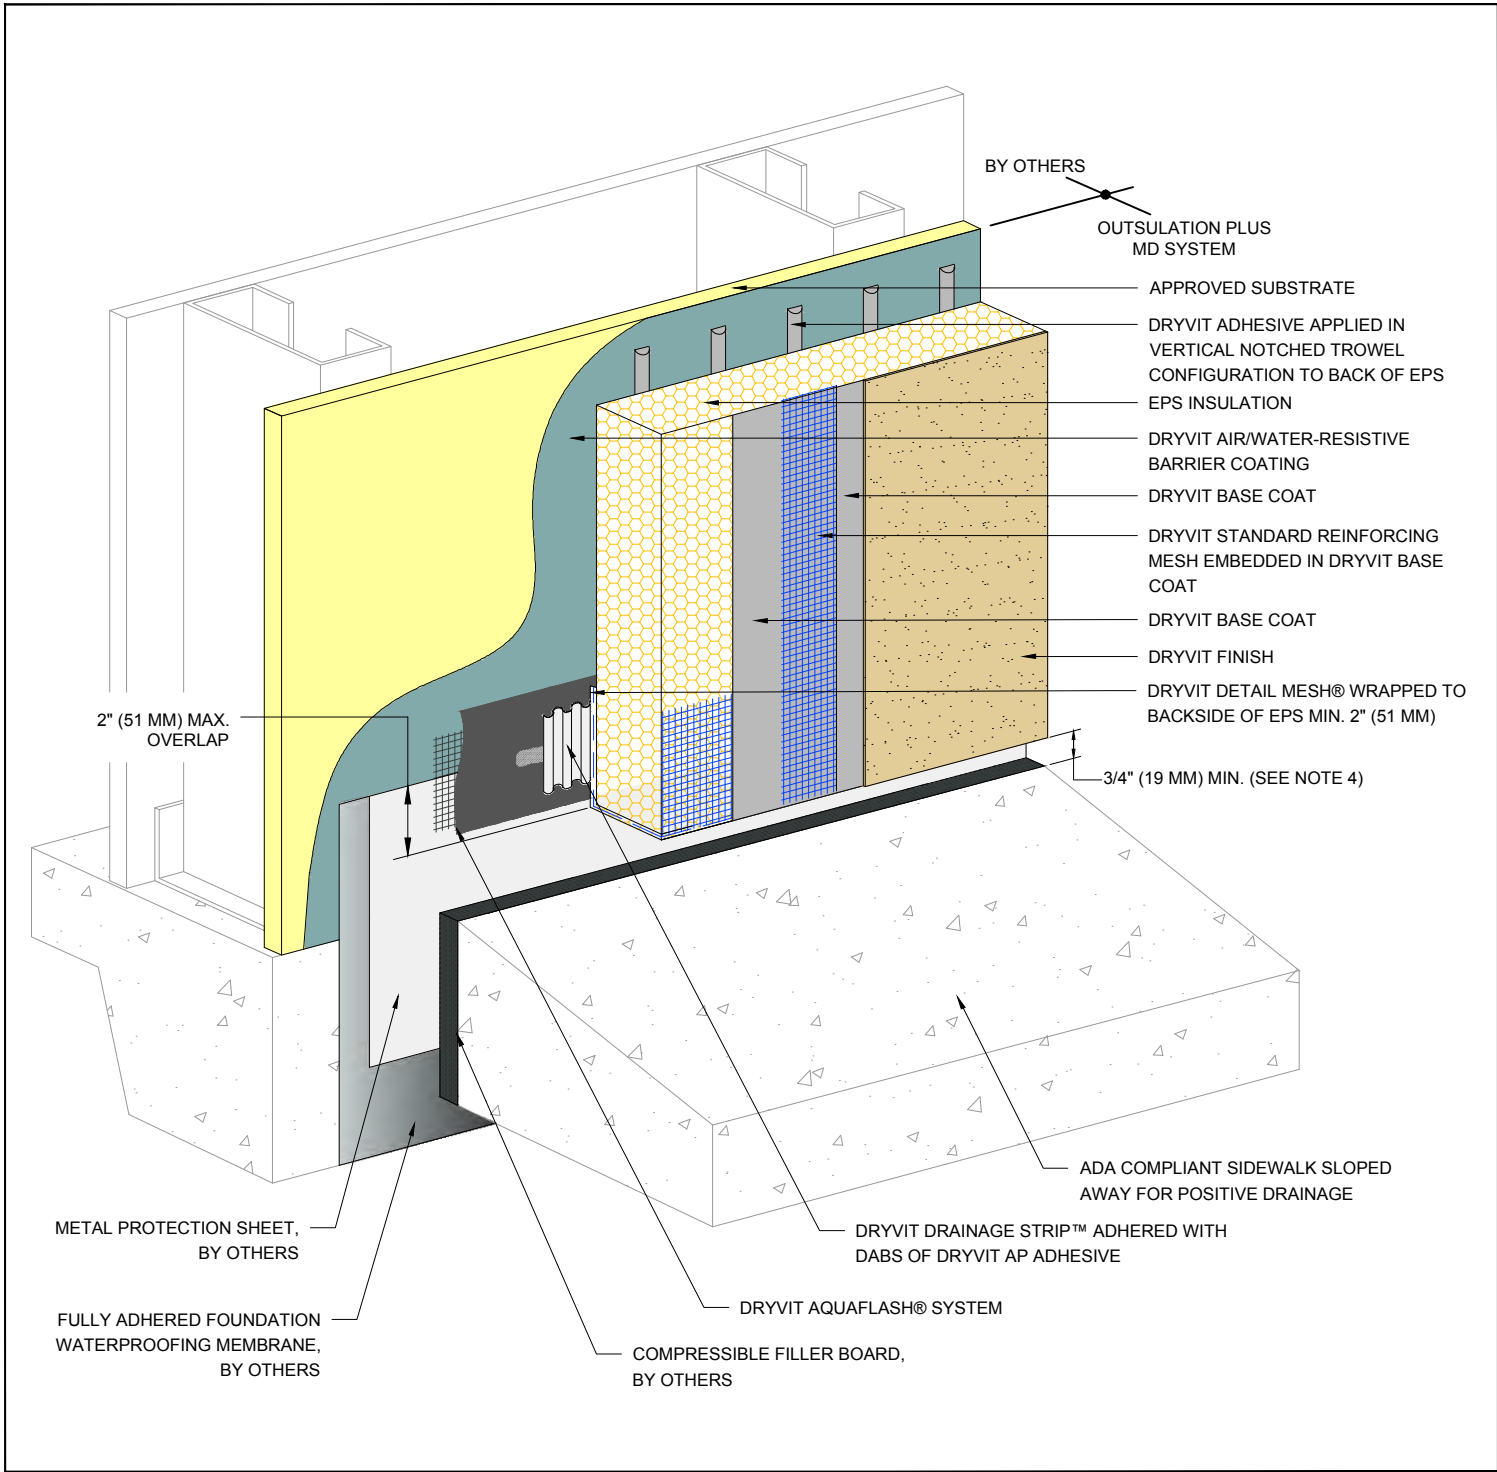 BY OTHERS
OUTSULATION PLUS
MD SYSTEM
APPROVED SUBSTRATE
DRYVIT ADHESIVE APPLIED IN
VERTICAL NOTCHED TROWEL
CONFIGURATION TO BACK OF EPS
EPS INSULATION
DRYVIT AIR/WATER-RESISTIVE
BARRIER COATING
DRYVIT BASE COAT
DRYVIT STANDARD REINFORCING
MESH EMBEDDED IN DRYVIT BASE
COAT
DRYVIT BASE COAT
DRYVIT FINISH
DRYVIT DETAIL MESH® WRAPPED TO
BACKSIDE OF EPS MIN. 2" (51 MM)
2" (51 MM) MAX.
OVERLAP
3/4" (19 MM) MIN. (SEE NOTE 4)
ADA COMPLIANT SIDEWALK SLOPED
AWAY FOR POSITIVE DRAINAGE
METAL PROTECTION SHEET,
BY OTHERS
DRYVIT DRAINAGE STRIP™ ADHERED WITH
DABS OF DRYVIT AP ADHESIVE
DRYVIT AQUAFLASH® SYSTEM
FULLY ADHERED FOUNDATION
WATERPROOFING MEMBRANE,
BY OTHERS
COMPRESSIBLE FILLER BOARD,
BY OTHERS